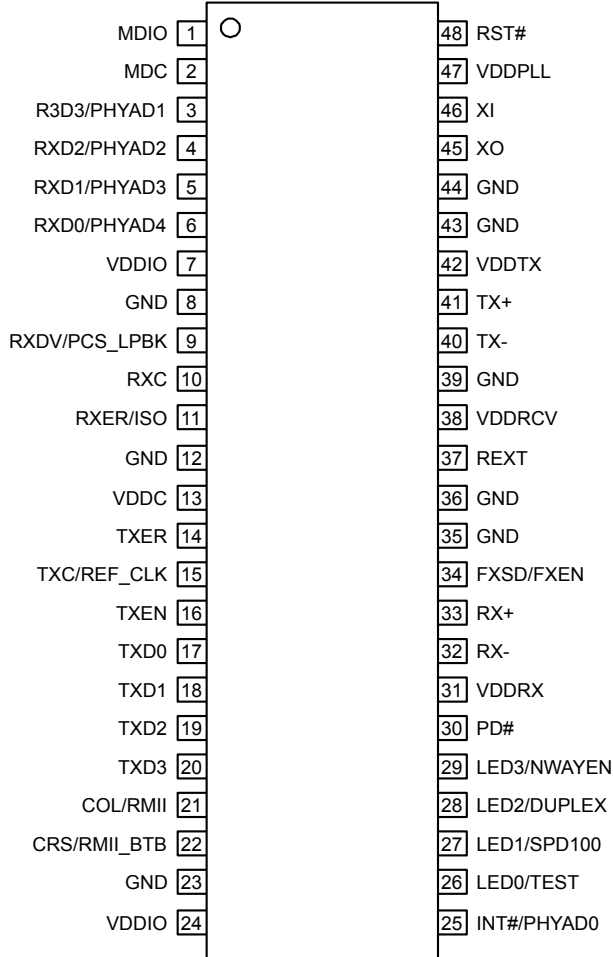 MDIO 1 48 RST#
MDC 2 47 VDDPLL
R3D3/PHYAD1 3 46 XI
RXD2/PHYAD2 4 45 XO
RXD1/PHYAD3 5 44 GND
RXD0/PHYAD4 6 43 GND
VDDIO 7 42 VDDTX
GND 8 41 TX+
RXDV/PCS_LPBK 9 40 TX-
RXC 10 39 GND
RXER/ISO 11 38 VDDRCV
GND 12 37 REXT
VDDC 13 36 GND
TXER 14 35 GND
TXC/REF_CLK 15 34 FXSD/FXEN
TXEN 16 33 RX+
TXD0 17 32 RX-
TXD1 18 31 VDDRX
TXD2 19 30 PD#
TXD3 20 29 LED3/NWAYEN
COL/RMII 21 28 LED2/DUPLEX
CRS/RMII_BTB 22 27 LED1/SPD100
GND 23 26 LED0/TEST
VDDIO 24 25 INT#/PHYAD0